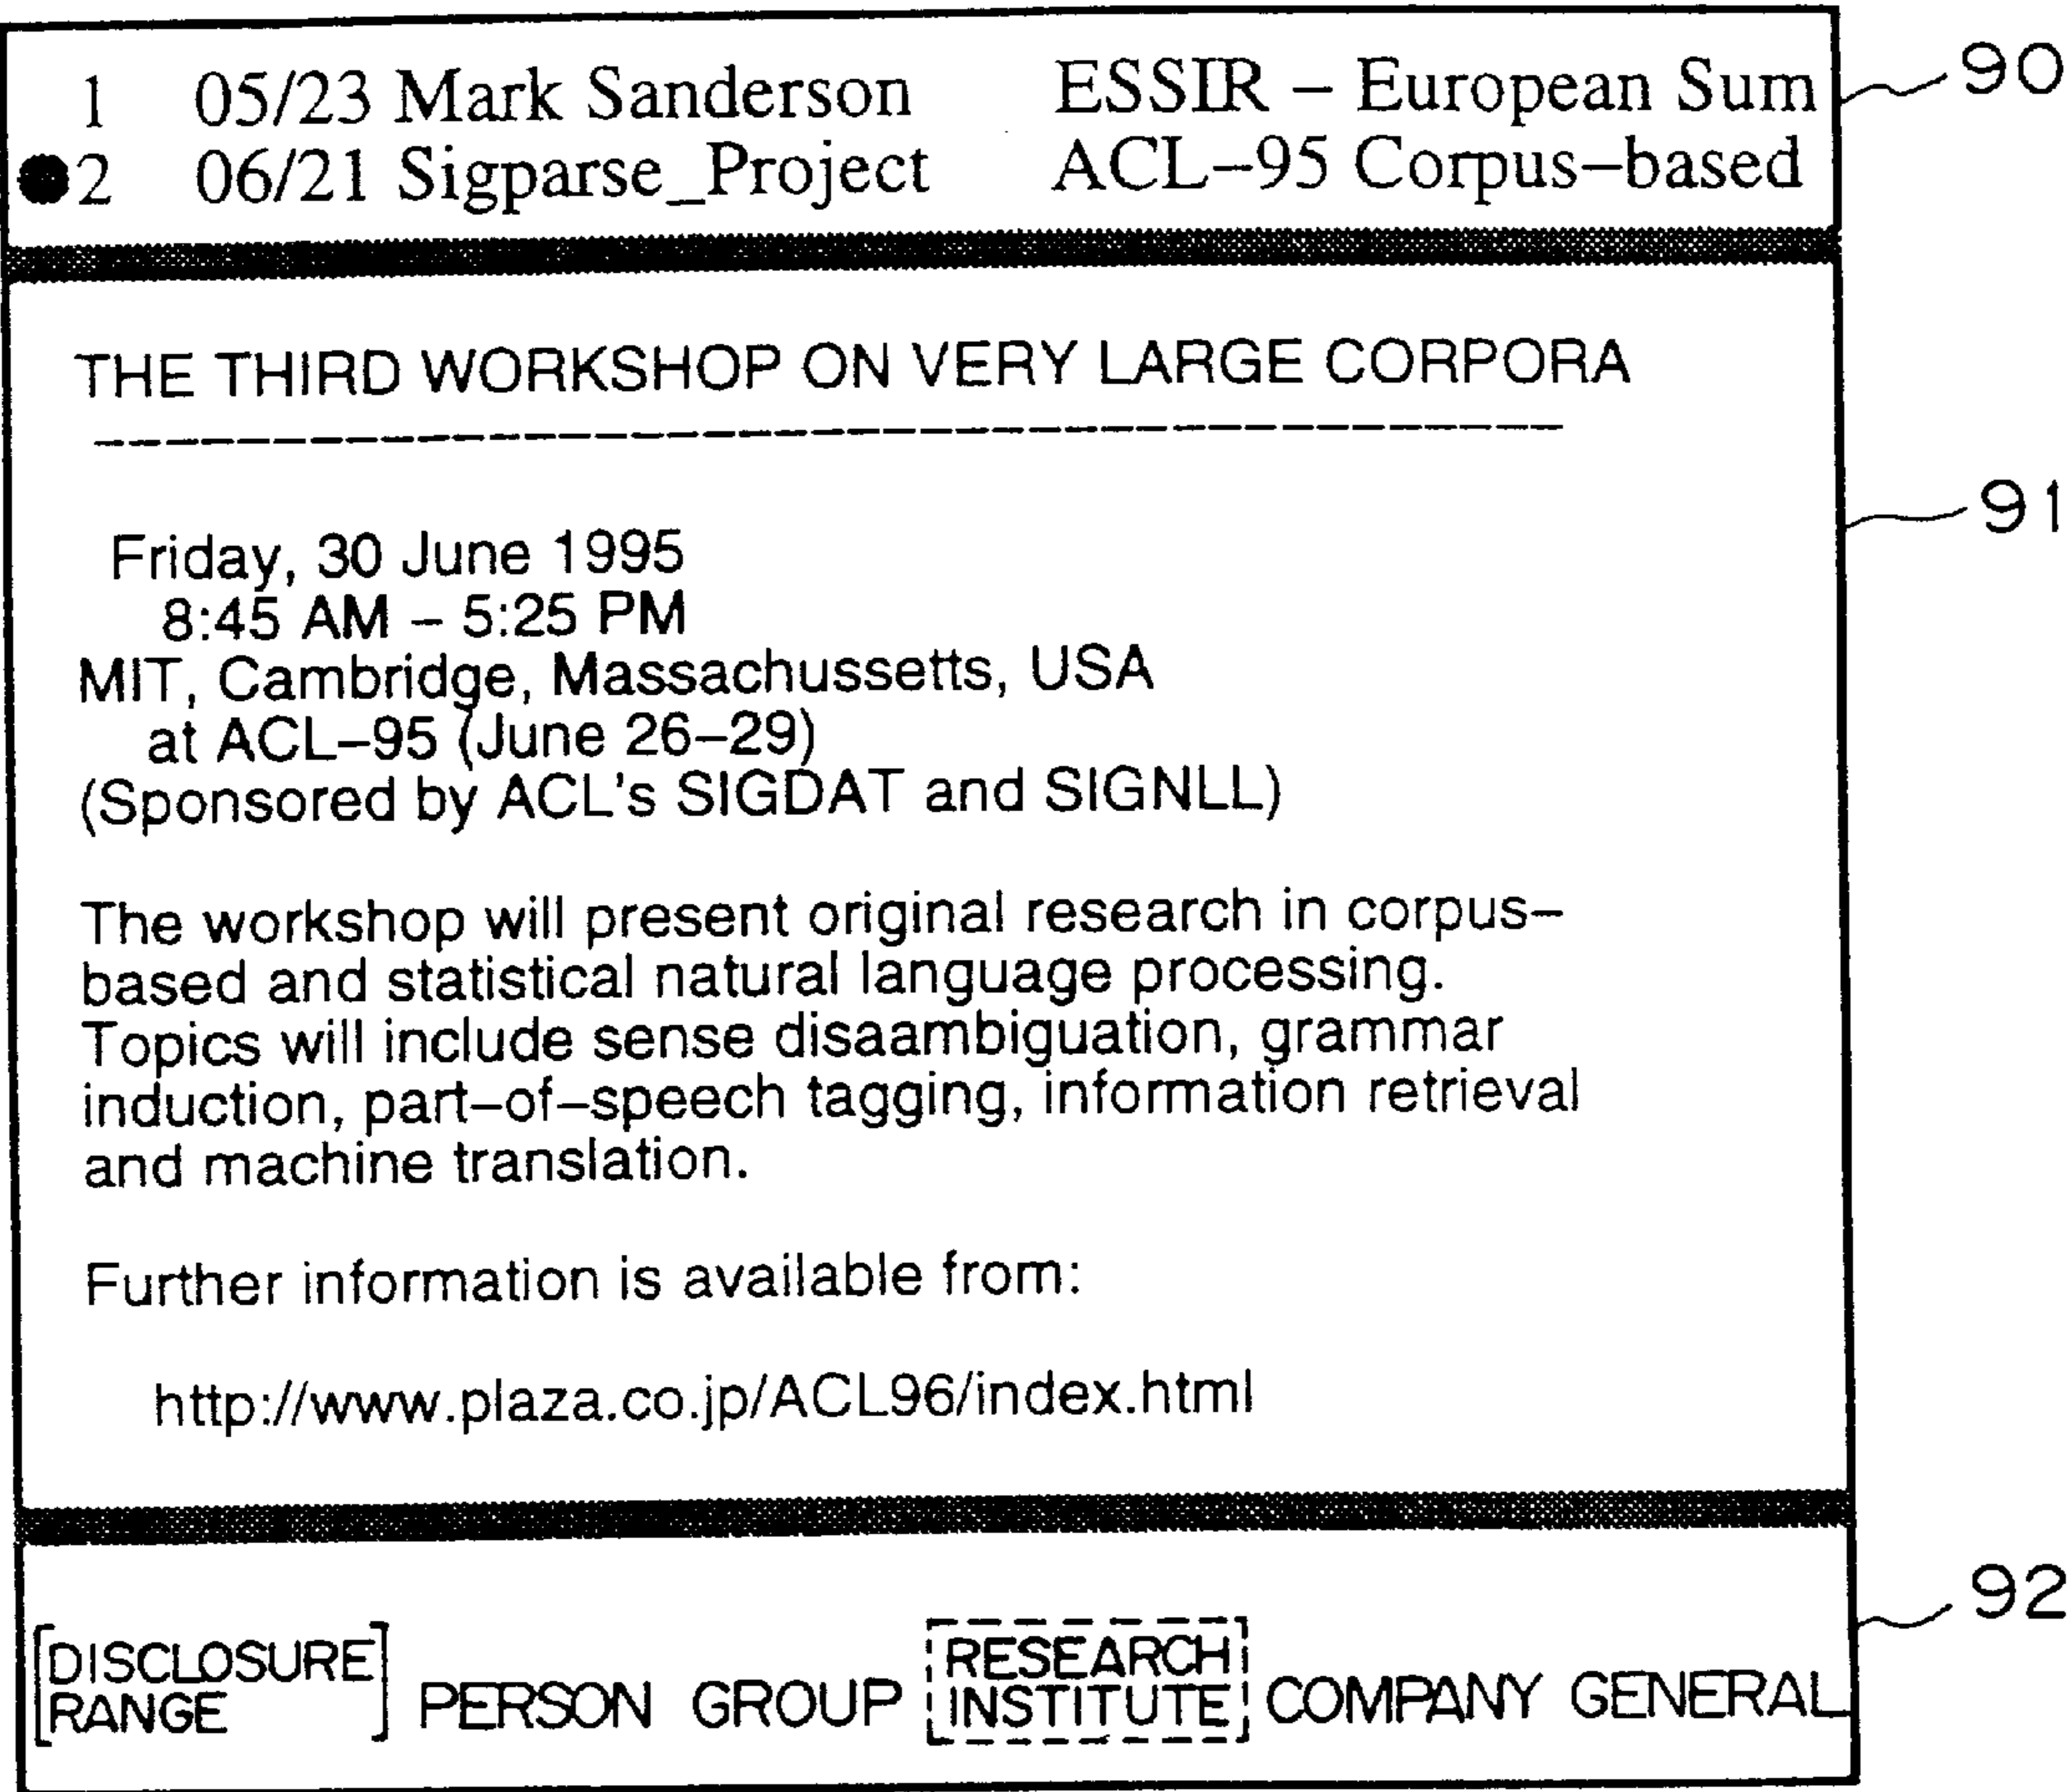 1 05/23 Mark Sanderson ESSIR – European Sum
●2 06/21 Sigparse_Project ACL–95 Corpus–based
90
THE THIRD WORKSHOP ON VERY LARGE CORPORA
-----------------------------------------
91
Friday, 30 June 1995
8:45 AM – 5:25 PM
MIT, Cambridge, Massachussetts, USA
at ACL–95 (June 26–29)
(Sponsored by ACL's SIGDAT and SIGNLL)
The workshop will present original research in corpus–
based and statistical natural language processing.
Topics will include sense disaambiguation, grammar
induction, part–of–speech tagging, information retrieval
and machine translation.
Further information is available from:
http://www.plaza.co.jp/ACL96/index.html
92
[DISCLOSURE RANGE] PERSON GROUP RESEARCH INSTITUTE COMPANY GENERAL